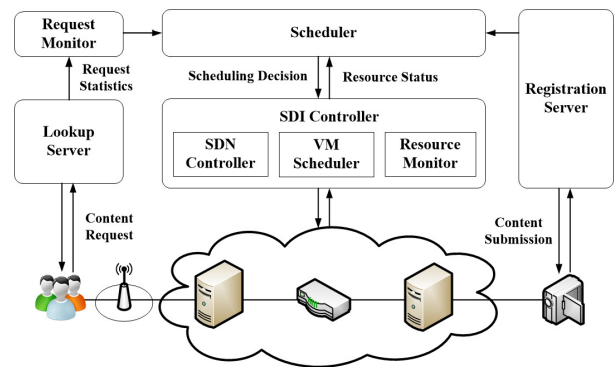 Request
Monitor
Scheduler
Request
Statistics
Scheduling Decision
Resource Status
Registration
Server
Lookup
Server
SDI Controller
SDN
Controller
VM
Scheduler
Resource
Monitor
Content
Request
Content
Submission